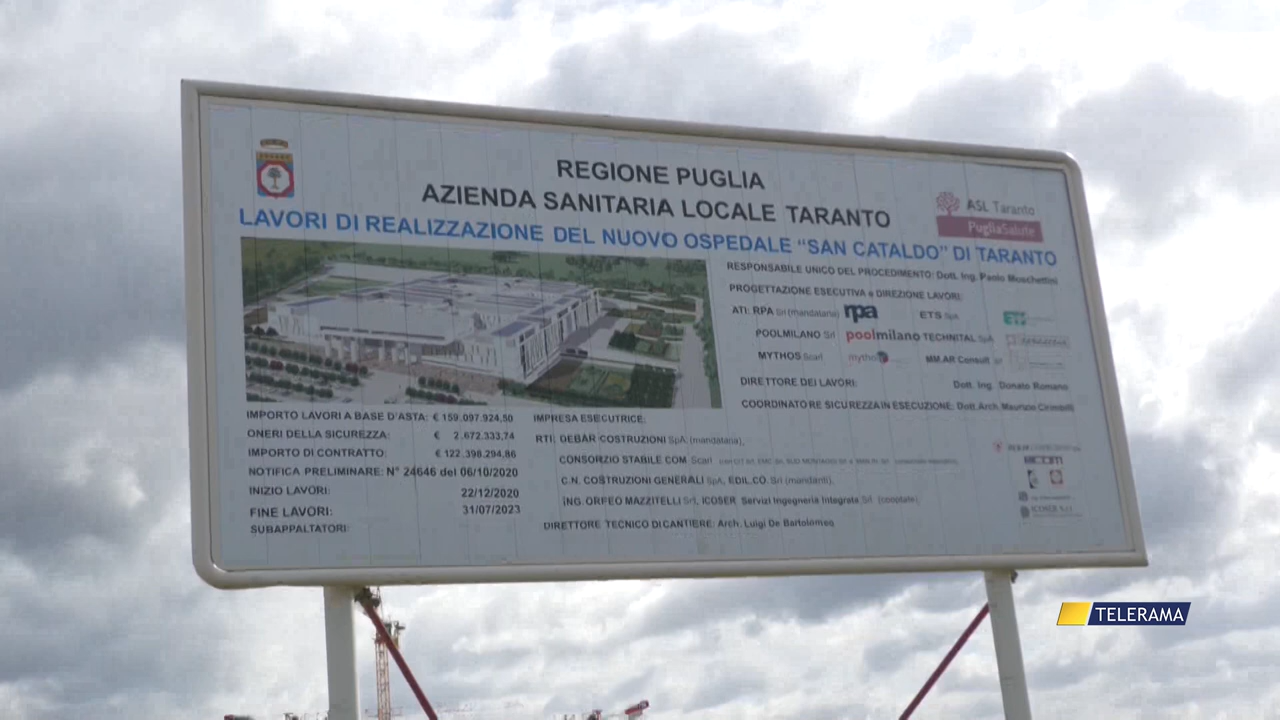 REGIONE PUGLIA
AZIENDA SANITARIA LOCALE TARANTO
ASL Taranto
PugliaSalute
LAVORI DI REALIZZAZIONE DEL NUOVO OSPEDALE “SAN CATALDO” DI TARANTO
RESPONSABILE UNICO DEL PROCEDIMENTO: Dott. Ing. Paolo Moschettini
PROGETTAZIONE ESECUTIVA e DIREZIONE LAVORI:
ATI: RPA Srl (mandataria) rpa ETS SpA
POOLMILANO Srl poolmilano TECHNITAL SpA
MYTHOS Scarl mythos MM.AR Consult srl
DIRETTORE DEI LAVORI: Dott. Ing. Donato Romano
COORDINATORE SICUREZZA IN ESECUZIONE: Dott. Arch. Maurizio
IMPORTO LAVORI A BASE D'ASTA: € 159.097.924,50
ONERI DELLA SICUREZZA: € 2.672.333,74
IMPORTO DI CONTRATTO: € 122.398.294,86
NOTIFICA PRELIMINARE: N° 24646 del 06/10/2020
INIZIO LAVORI: 22/12/2020
FINE LAVORI: 31/07/2023
SUBAPPALTATORI:
IMPRESA ESECUTRICE:
RTI: DEBAR COSTRUZIONI SpA (mandataria),
CONSORZIO STABILE COM Scarl
C.N. COSTRUZIONI GENERALI SpA, EDIL.CO. Srl (mandanti),
ING. ORFEO MAZZITELLI Srl, ICOSER Servizi Ingegneria Integrata Srl (cooptate)
DIRETTORE TECNICO DI CANTIERE: Arch. Luigi De Bartolomeo
TELERAMA